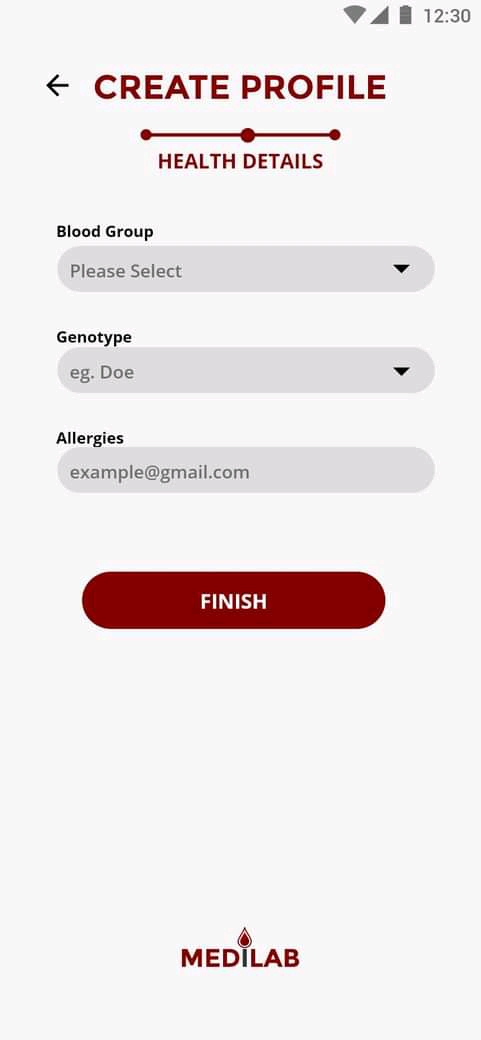 12:30
CREATE PROFILE
HEALTH DETAILS
Blood Group
Please Select
Genotype
eg. Doe
Allergies
example@gmail.com
FINISH
MEDILAB